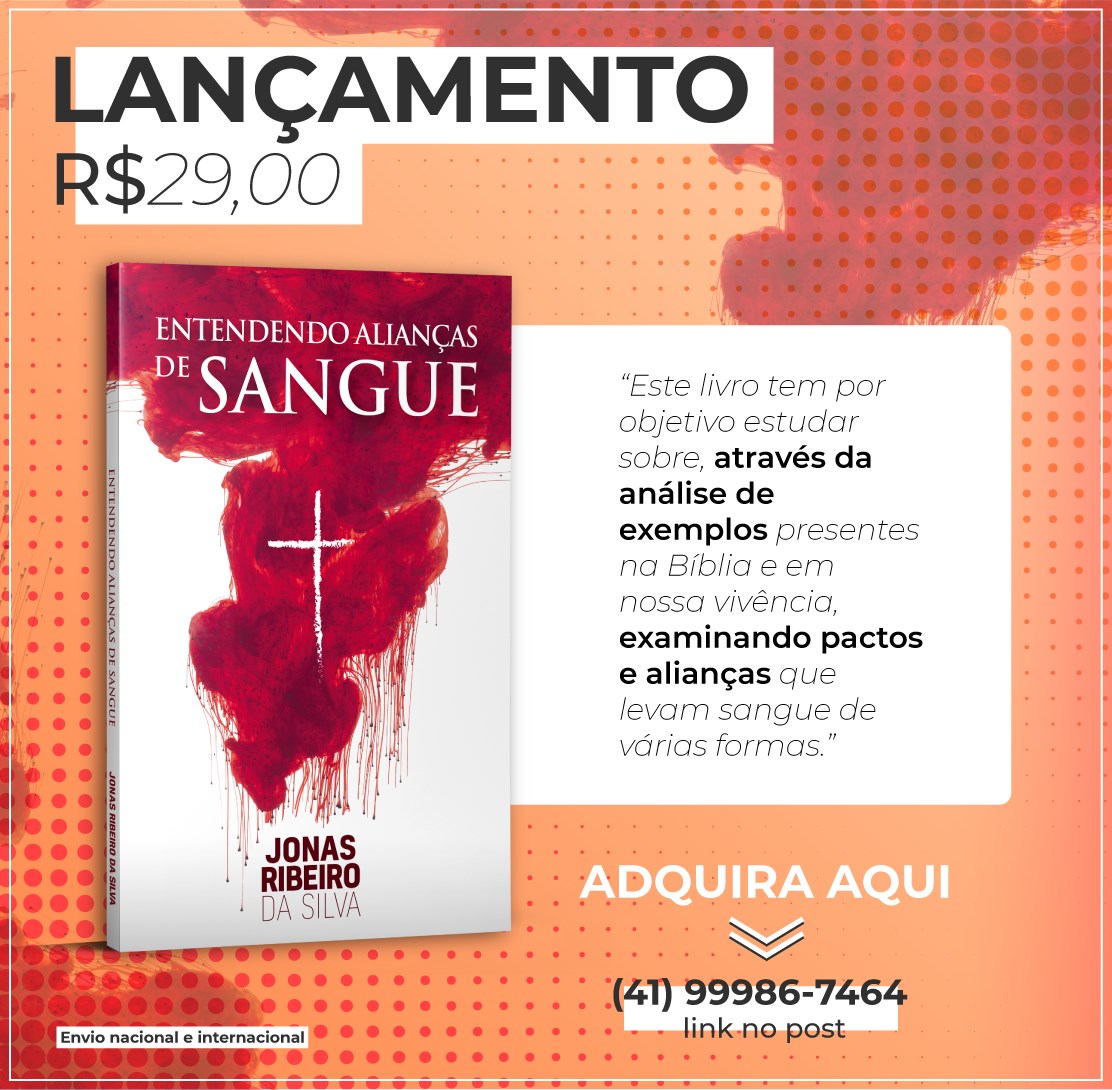 LANÇAMENTO
R$29,00
ENTENDENDO ALIANÇAS
DE SANGUE
ENTENDENDO ALIANÇAS DE SANGUE
JONAS RIBEIRO DA SILVA
JONAS
RIBEIRO
DA SILVA
“Este livro tem por
objetivo estudar
sobre, através da
análise de
exemplos presentes
na Bíblia e em
nossa vivência,
examinando pactos
e alianças que
levam sangue de
várias formas.”
ADQUIRA AQUI
(41) 99986-7464
link no post
Envio nacional e internacional